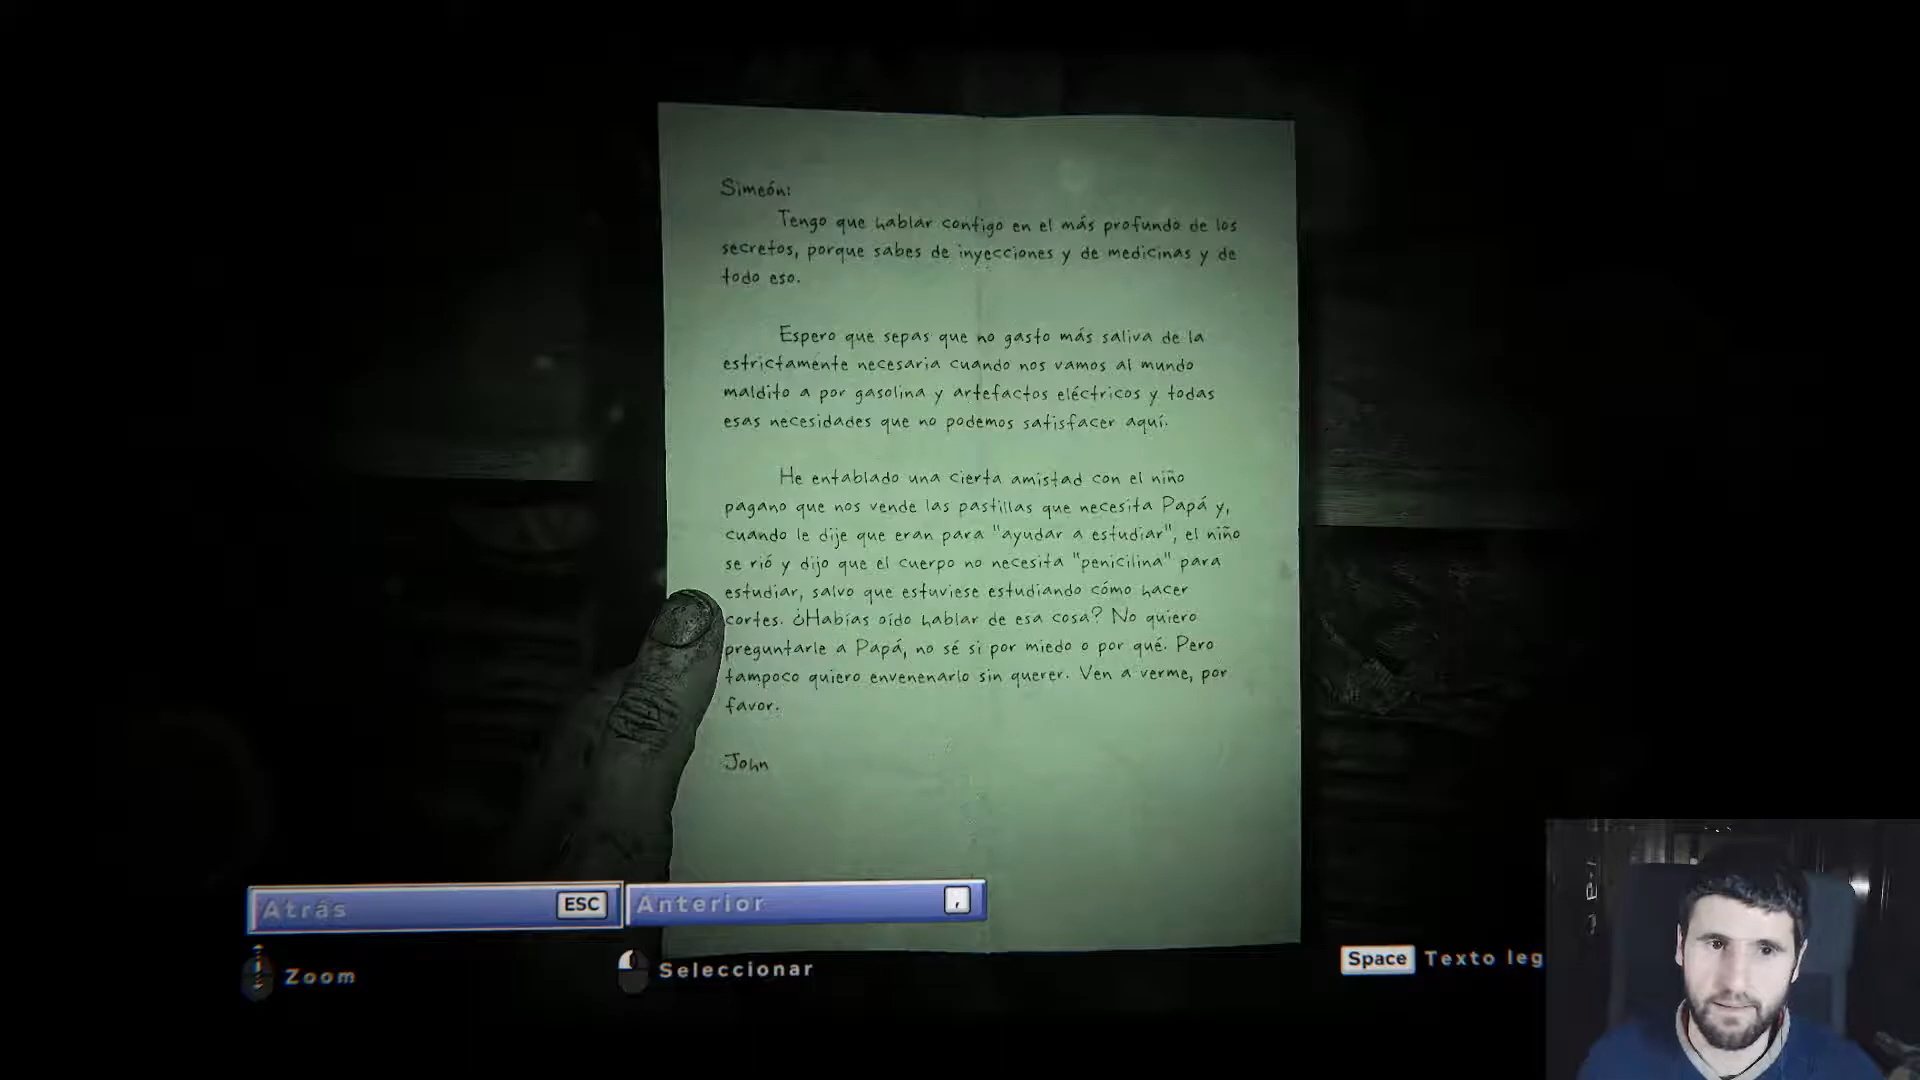 Simeón:
Tengo que hablar contigo en el más profundo de los
secretos, porque sabes de inyecciones y de medicinas y de
todo eso.
Espero que sepas que no gasto más saliva de la
estrictamente necesaria cuando nos vamos al mundo
maldito a por gasolina y artefactos eléctricos y todas
esas necesidades que no podemos satisfacer aquí.
He entablado una cierta amistad con el niño
pagano que nos vende las pastillas que necesita Papá y,
cuando le dije que eran para "ayudar a estudiar", el niño
se rió y dijo que el cuerpo no necesita "penicilina" para
estudiar, salvo que estuviese estudiando cómo hacer
cortes. ¿Habías oído hablar de esa cosa? No quiero
preguntarle a Papá, no sé si por miedo o por qué. Pero
tampoco quiero envenenarlo sin querer. Ven a verme, por
favor.
John
Atrás ESC Anterior ,
Zoom Seleccionar Space Texto leg